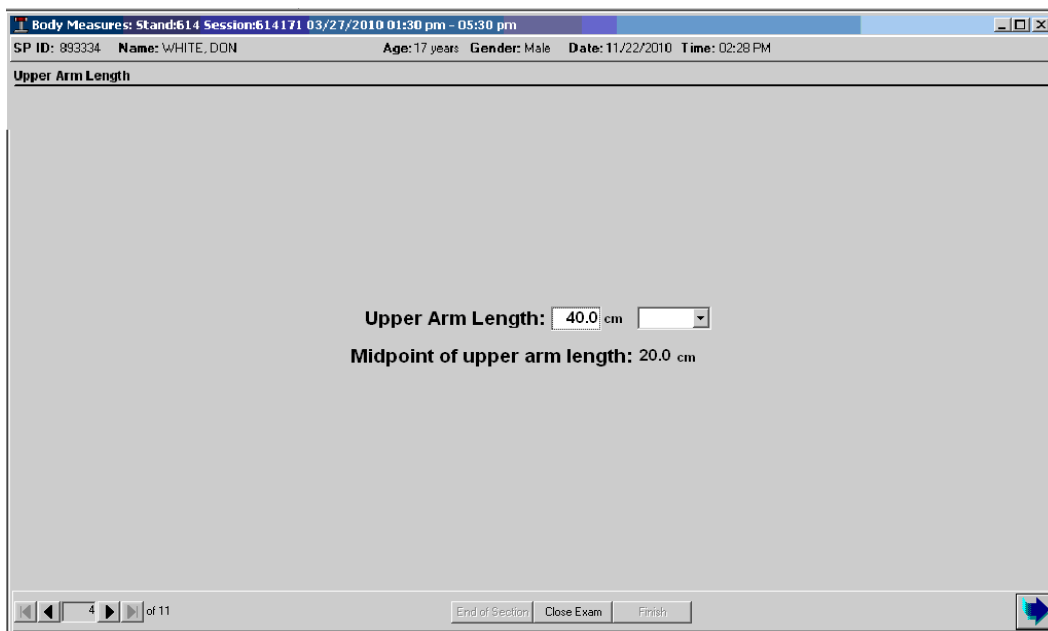 Body Measures: Stand:614 Session:614171 03/27/2010 01:30 pm - 05:30 pm
SP ID: 893334 Name: WHITE, DON Age: 17 years Gender: Male Date: 11/22/2010 Time: 02:28 PM
Upper Arm Length
Upper Arm Length: 40.0 cm
Midpoint of upper arm length: 20.0 cm
4 of 11 End of Section Close Exam Finish